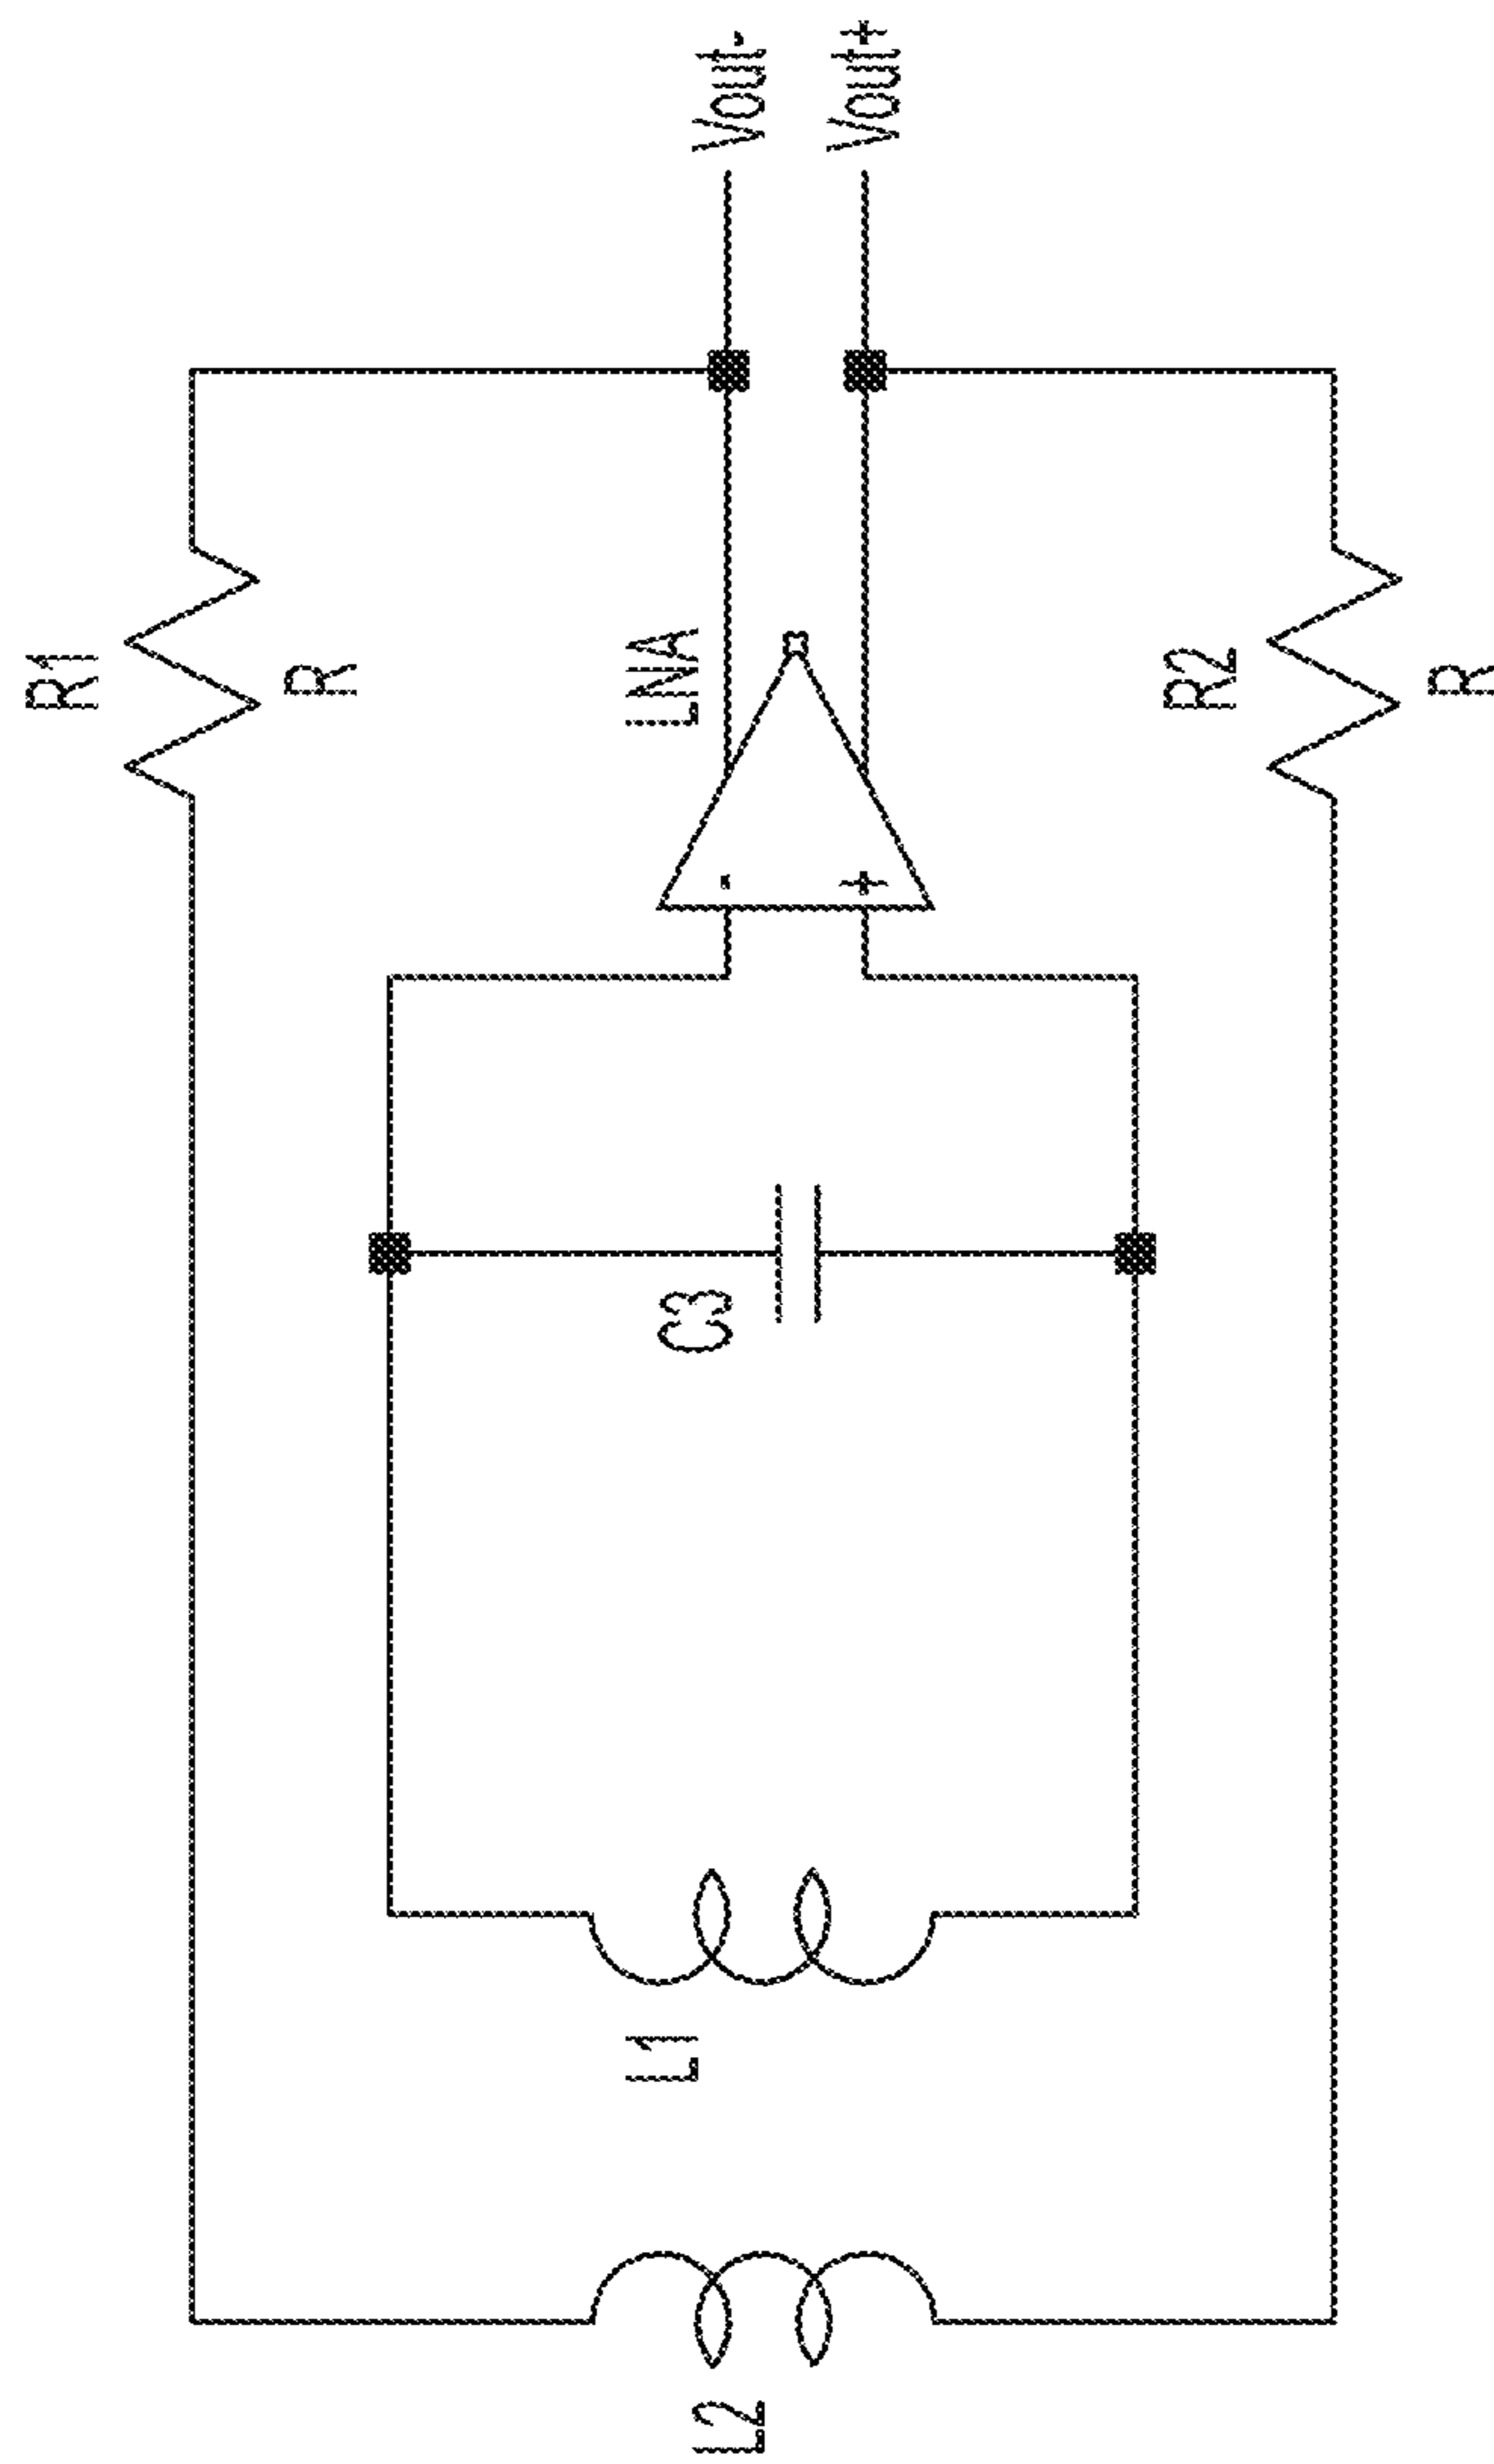 R1
R
LNA
-
+
Vout-
Vout+
R2
R
C3
L1
L2